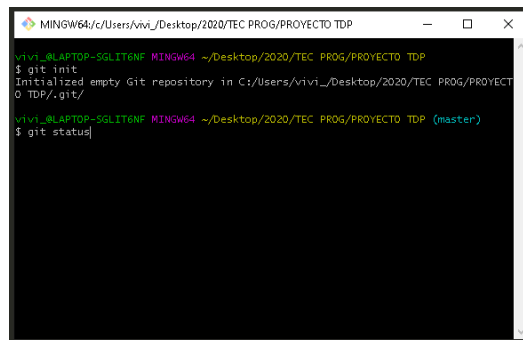 MINGW64:/c/Users/vivi_/Desktop/2020/TEC PROG/PROYECTO TDP
vivi_@LAPTOP-SGLIT6NF MINGW64 ~/Desktop/2020/TEC PROG/PROYECTO TDP
$ git init
Initialized empty Git repository in C:/Users/vivi_/Desktop/2020/TEC PROG/PROYECT
O TDP/.git/
vivi_@LAPTOP-SGLIT6NF MINGW64 ~/Desktop/2020/TEC PROG/PROYECTO TDP (master)
$ git status